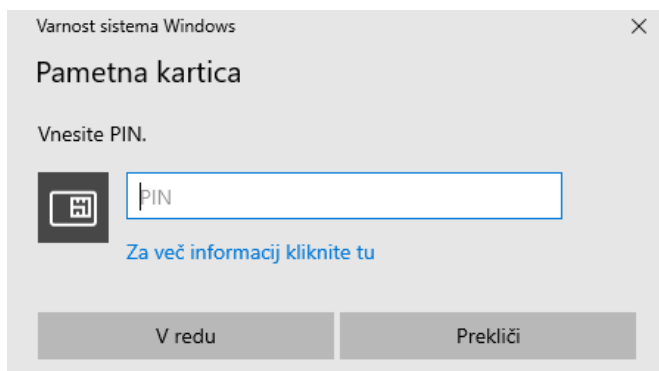 Varnost sistema Windows
Pametna kartica
Vnesite PIN.
PIN
Za več informacij kliknite tu
V redu
Prekliči